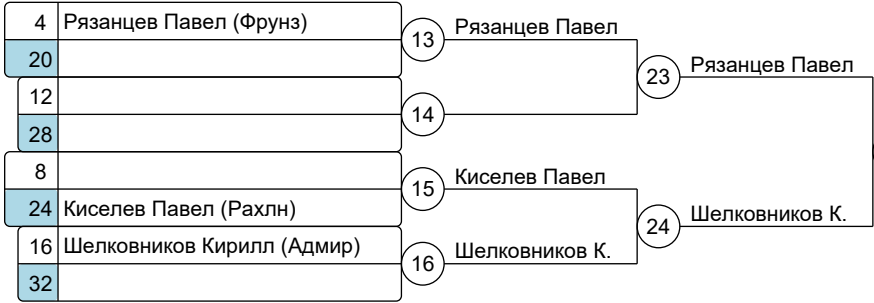 4 Рязанцев Павел (Фрунз)
20
13 Рязанцев Павел
12
28
14
23 Рязанцев Павел
8
24 Киселев Павел (Рахлн)
15 Киселев Павел
16 Шелковников Кирилл (Адмир)
32
16 Шелковников К.
24 Шелковников К.